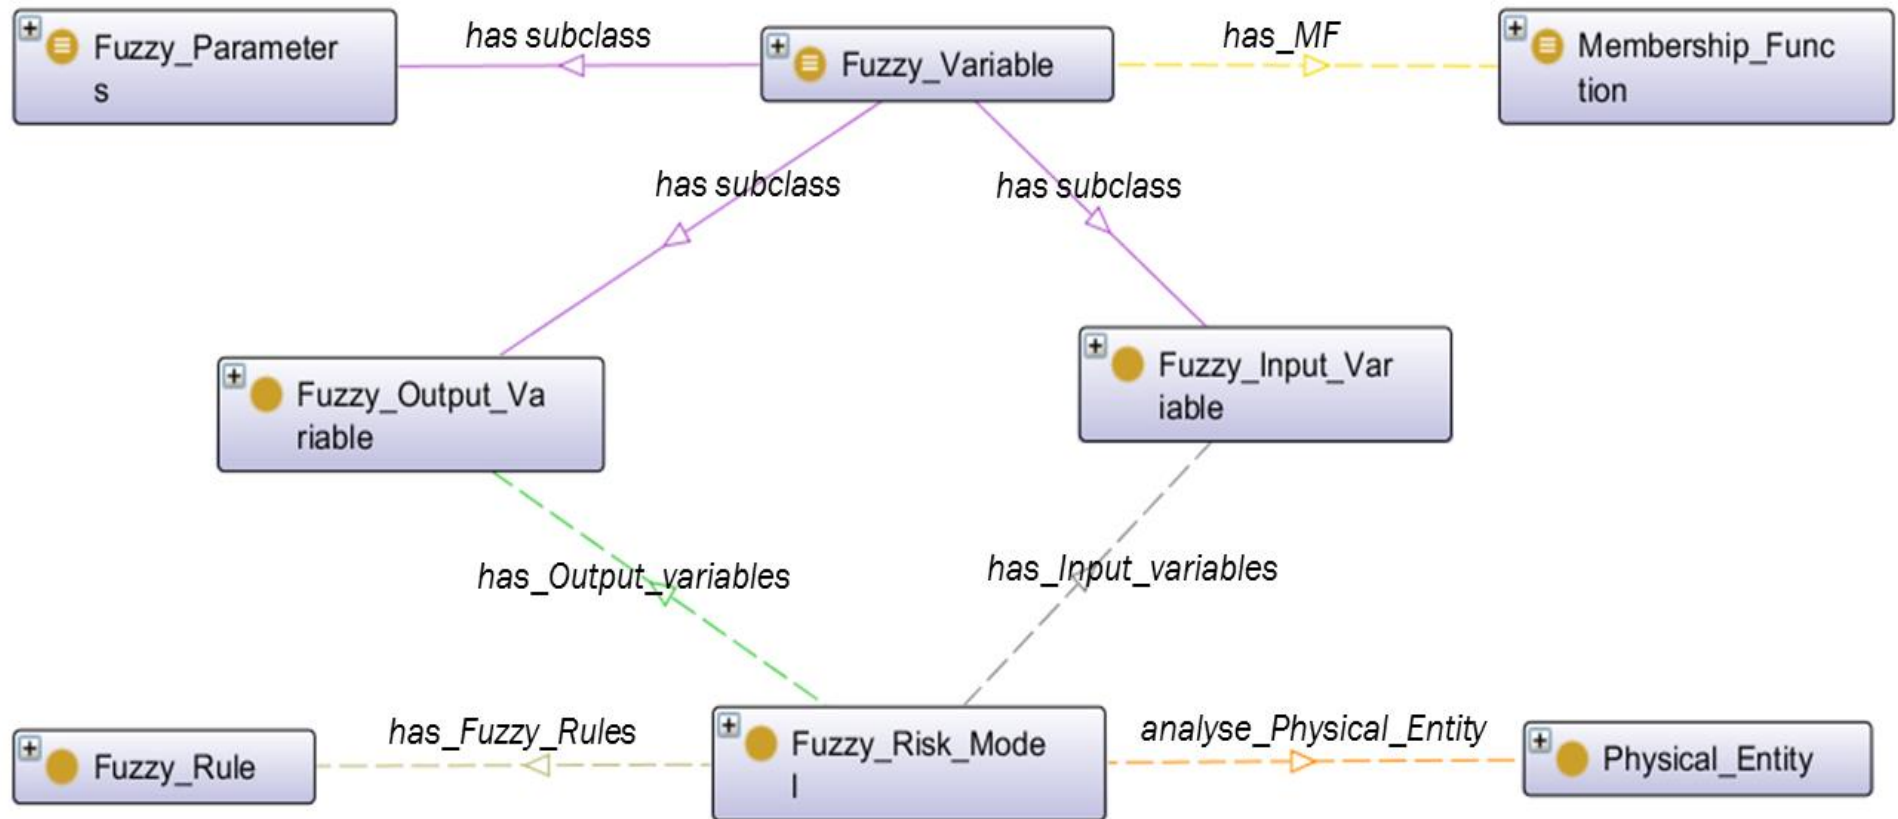 Fuzzy_Parameter
s
has subclass
Fuzzy_Variable
has_MF
Membership_Func
tion
has subclass
has subclass
Fuzzy_Output_Va
riable
Fuzzy_Input_Var
iable
has_Output_variables
has_Input_variables
Fuzzy_Rule
has_Fuzzy_Rules
Fuzzy_Risk_Mode
l
analyse_Physical_Entity
Physical_Entity